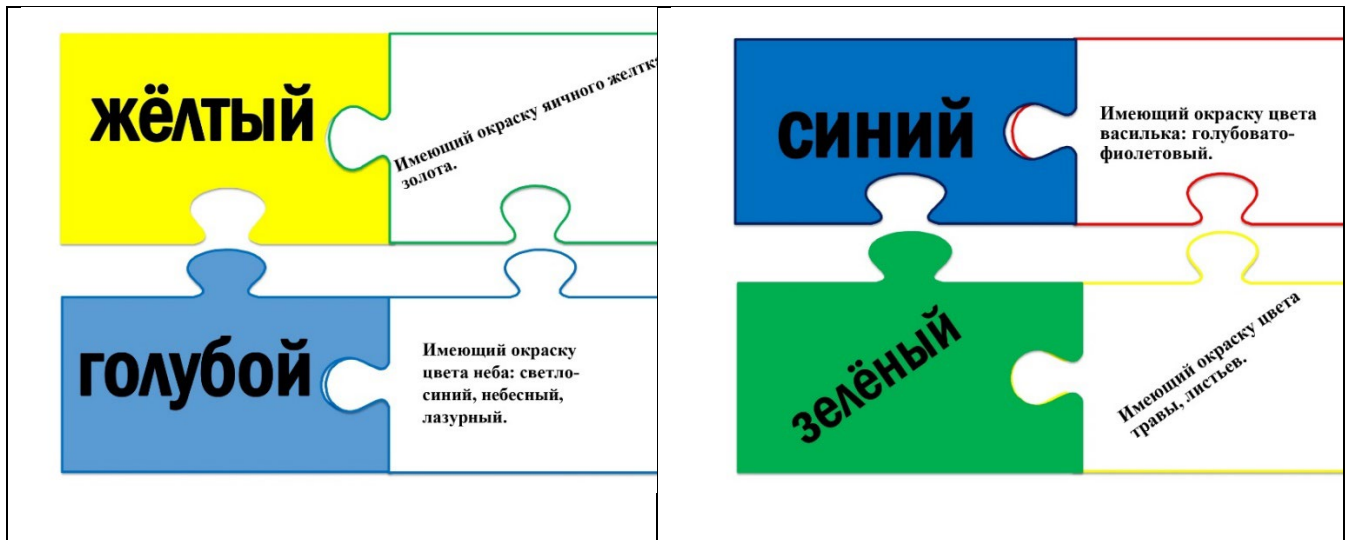 жёлтый
Имеющий окраску яичного желтка
золота.
голубой
Имеющий окраску
цвета неба: светло-
синий, небесный,
лазурный.
синий
Имеющий окраску цвета
василька: голубовато-
фиолетовый.
зелёный
Имеющий окраску цвета
травы, листьев.